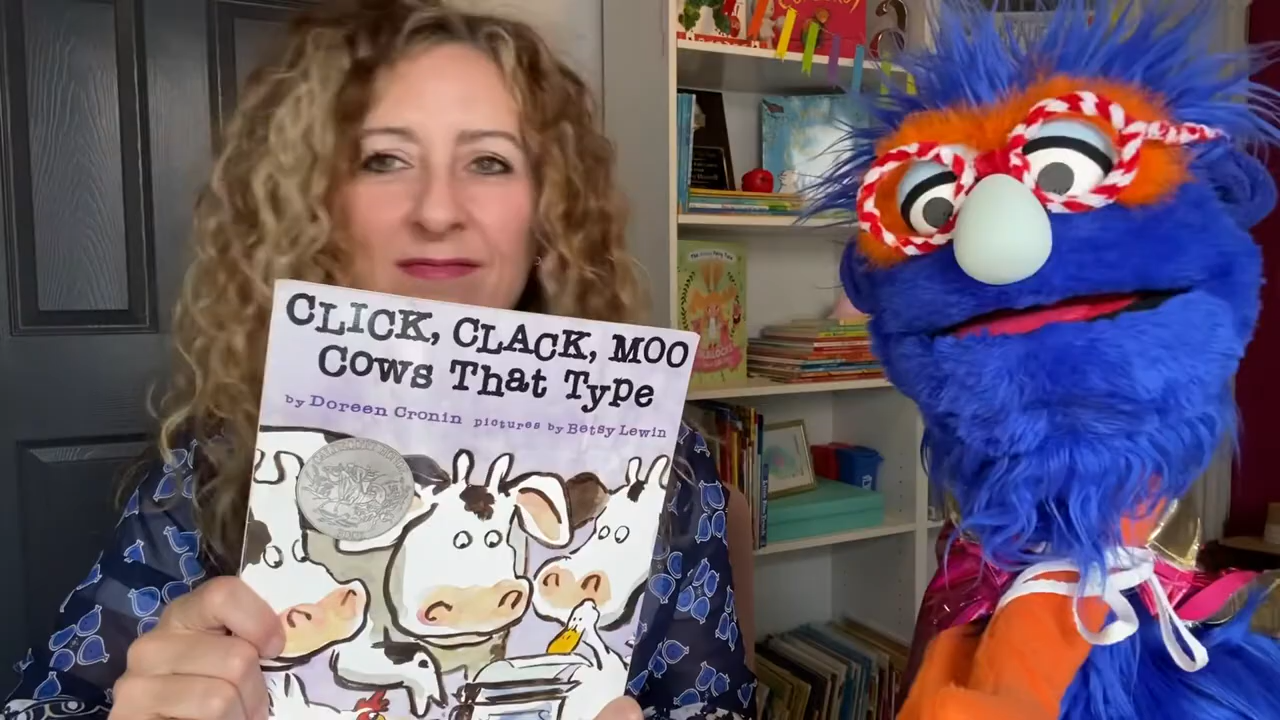 CLICK, CLACK, MOO
Cows That Type
by Doreen Cronin pictures by Betsy Lewin